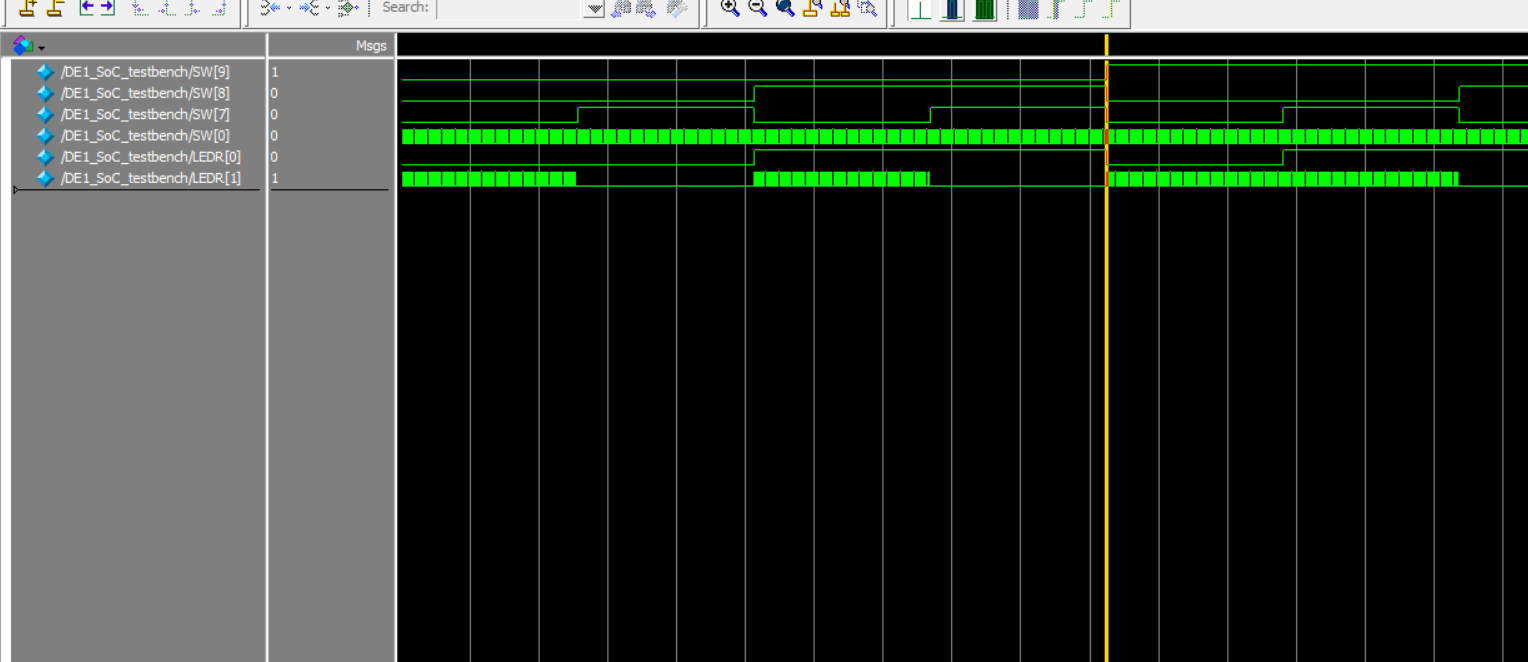 Search:
Msgs
/DE1_SoC_testbench/SW[9] 1
/DE1_SoC_testbench/SW[8] 0
/DE1_SoC_testbench/SW[7] 0
/DE1_SoC_testbench/SW[0] 0
/DE1_SoC_testbench/LEDR[0] 0
/DE1_SoC_testbench/LEDR[1] 1